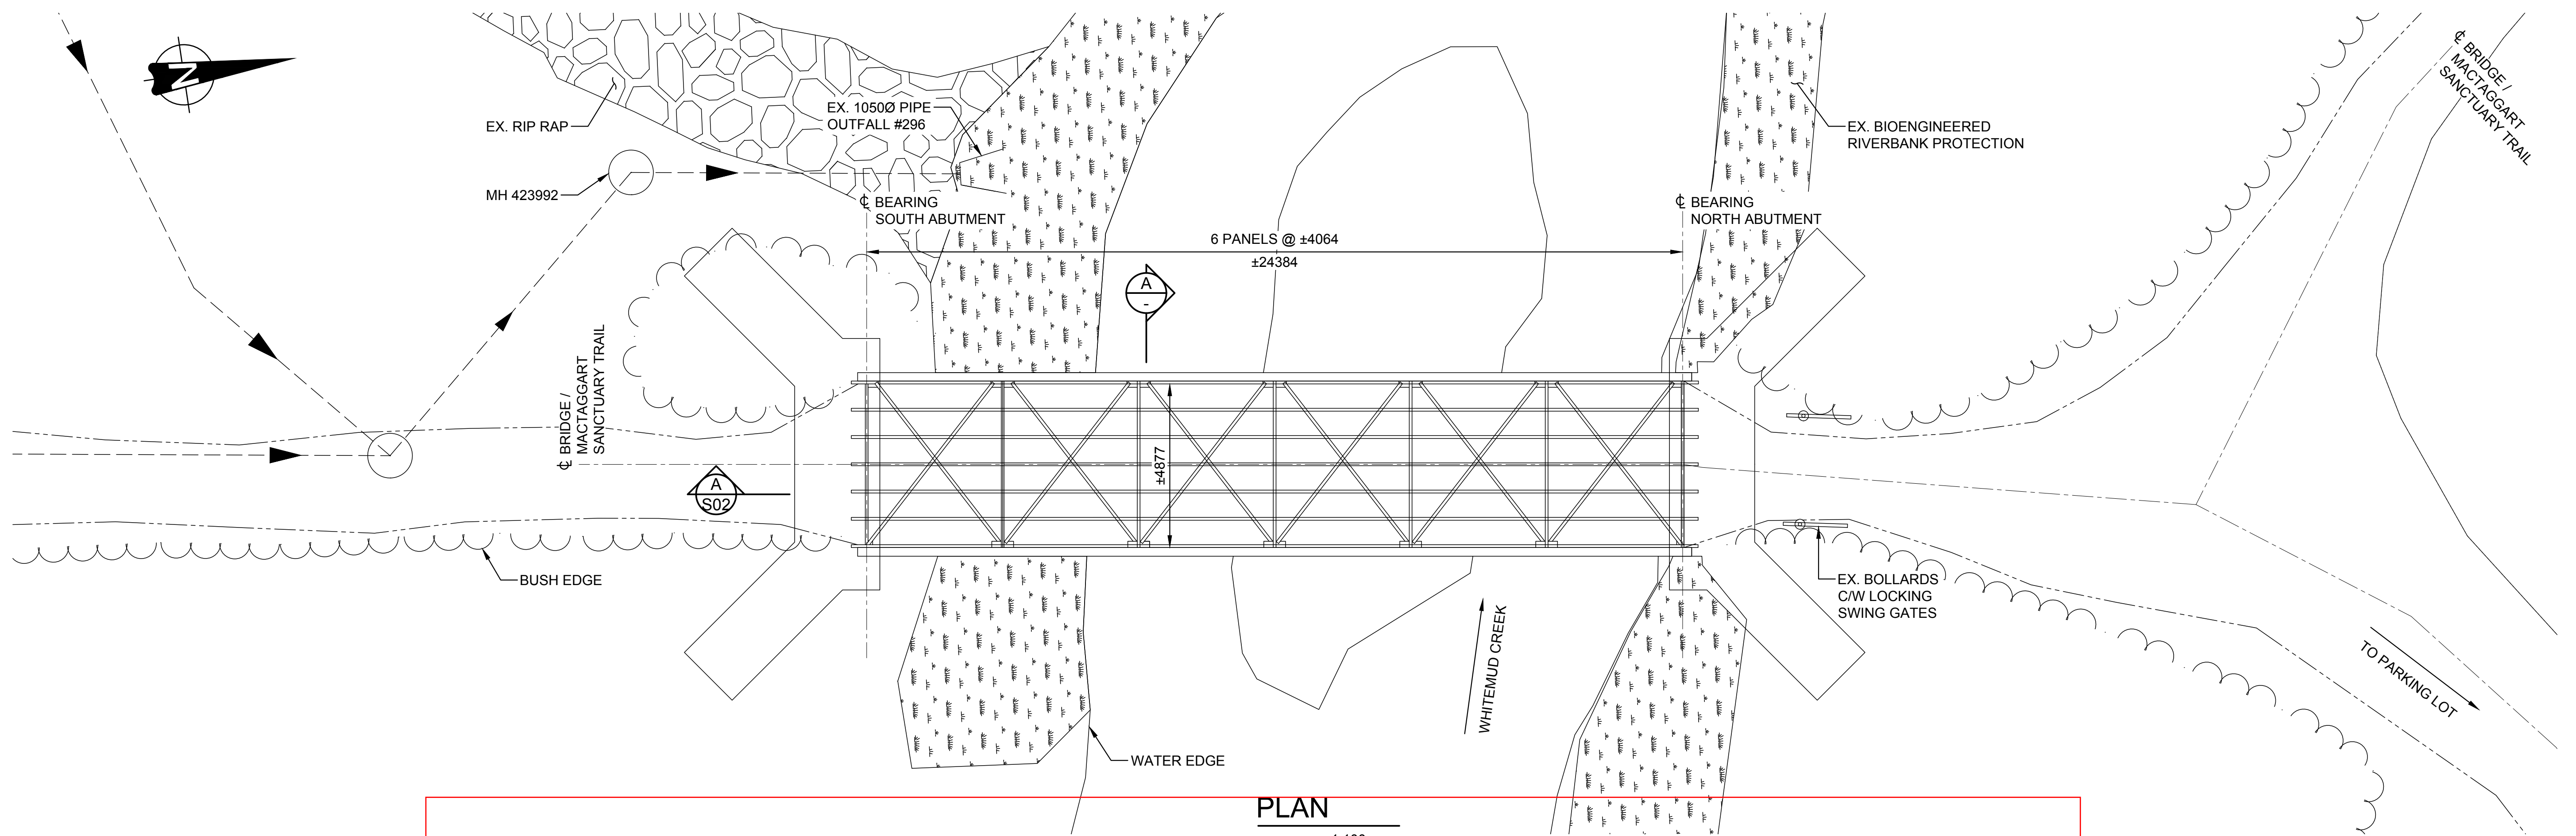 N
EX. RIP RAP
EX. 1050Ø PIPE
OUTFALL #296
MH 423992
℄ BEARING
SOUTH ABUTMENT
6 PANELS @ ±4064
±24384
A
-
℄ BEARING
NORTH ABUTMENT
EX. BIOENGINEERED
RIVERBANK PROTECTION
℄ BRIDGE /
MACTAGGART
SANCTUARY TRAIL
℄ BRIDGE /
MACTAGGART
SANCTUARY TRAIL
A
S02
±4877
BUSH EDGE
EX. BOLLARDS
C/W LOCKING
SWING GATES
WHITEMUD CREEK
TO PARKING LOT
WATER EDGE
PLAN